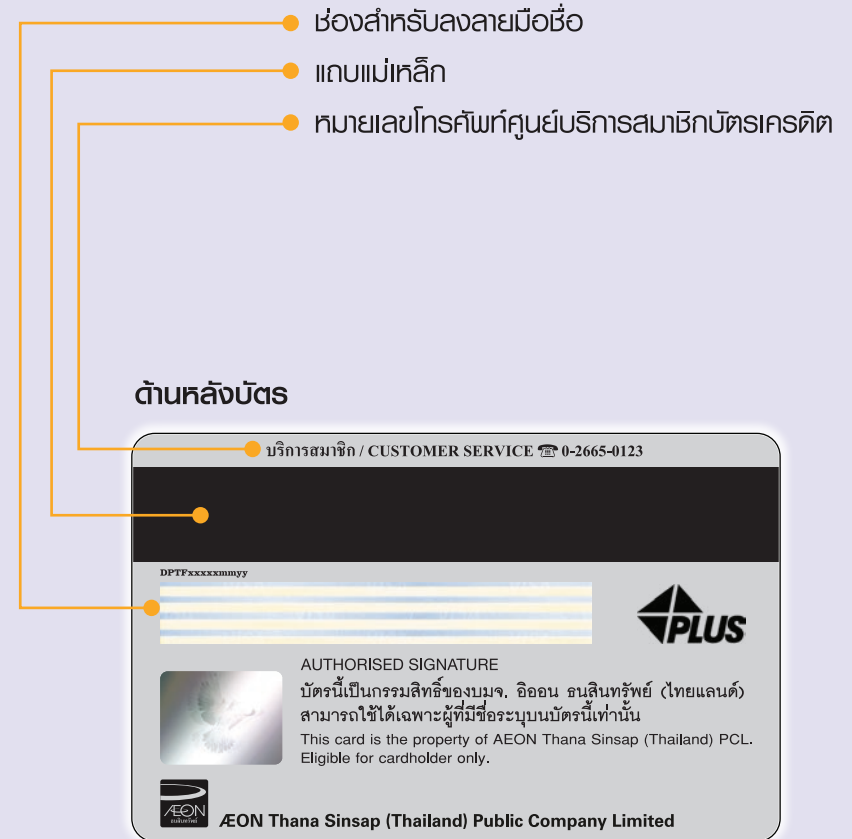 ช่องสำหรับลงลายมือชื่อ
แถบแม่เหล็ก
หมายเลขโทรศัพท์ศูนย์บริการสมาชิกบัตรเครดิต
ด้านหลังบัตร
บริการสมาชิก / CUSTOMER SERVICE ☎ 0-2665-0123
DPTFxxxxxmmyy
PLUS
AUTHORISED SIGNATURE
บัตรนี้เป็นกรรมสิทธิ์ของบมจ. อิออน ธนสินทรัพย์ (ไทยแลนด์)
สามารถใช้ได้เฉพาะผู้ที่มีชื่อระบุบนบัตรนี้เท่านั้น
This card is the property of AEON Thana Sinsap (Thailand) PCL.
Eligible for cardholder only.
ÆON
ธนสินทรัพย์
ÆON Thana Sinsap (Thailand) Public Company Limited